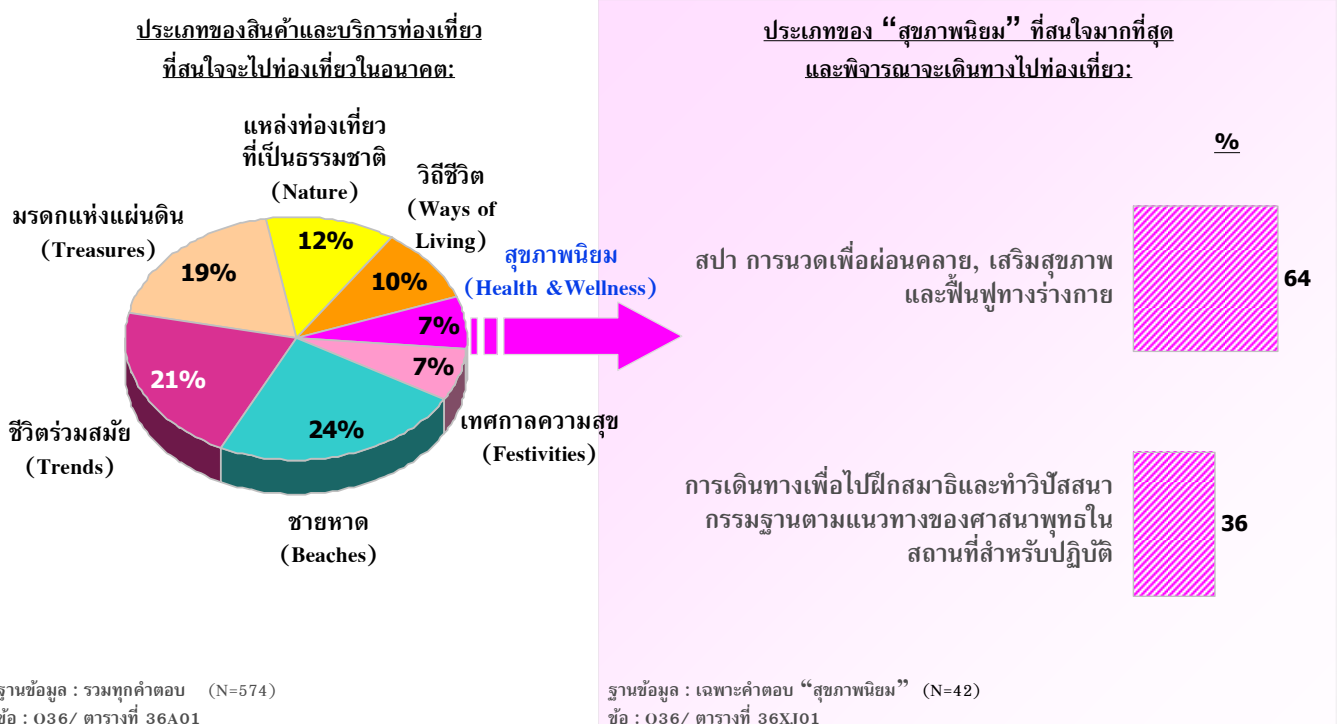 ประเภทของสินค้าและบริการท่องเที่ยว
ที่สนใจจะไปท่องเที่ยวในอนาคต:
แหล่งท่องเที่ยว
ที่เป็นธรรมชาติ
(Nature)
วิถีชีวิต
(Ways of
Living)
มรดกแห่งแผ่นดิน
(Treasures)
สุขภาพนิยม
(Health &Wellness)
12%
19%
10%
7%
7%
21%
24%
ชีวิตร่วมสมัย
(Trends)
เทศกาลความสุข
(Festivities)
ชายหาด
(Beaches)
ฐานข้อมูล : รวมทุกคำตอบ (N=574)
ข้อ : Q36/ ตารางที่ 36A01
ประเภทของ “สุขภาพนิยม” ที่สนใจมากที่สุด
และพิจารณาจะเดินทางไปท่องเที่ยว:
%
สปา การนวดเพื่อผ่อนคลาย, เสริมสุขภาพ
และฟื้นฟูทางร่างกาย
64
การเดินทางเพื่อไปฝึกสมาธิและทำวิปัสสนา
กรรมฐานตามแนวทางของศาสนาพุทธใน
สถานที่สำหรับปฏิบัติ
36
ฐานข้อมูล : เฉพาะคำตอบ “สุขภาพนิยม” (N=42)
ข้อ : Q36/ ตารางที่ 36XJ01